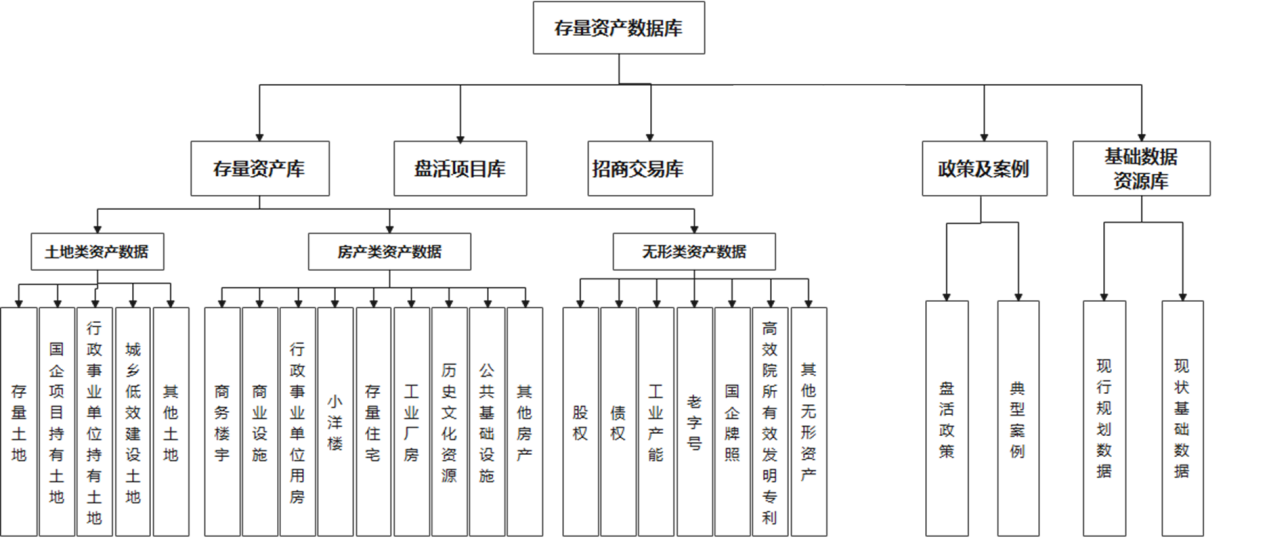 存量资产数据库
存量资产库
盘活项目库
招商交易库
政策及案例
基础数据
资源库
土地类资产数据
房产类资产数据
无形类资产数据
存量土地
国企项目持有土地
行政事业单位持有土地
城乡低效建设土地
其他土地
商务楼宇
商业设施
行政事业单位用房
小洋楼
存量住宅
工业厂房
历史文化资源
公共基础设施
其他房产
股权
债权
工业产能
老字号
国企牌照
高效院所有效发明专利
其他无形资产
盘活政策
典型案例
现行规划数据
现状基础数据